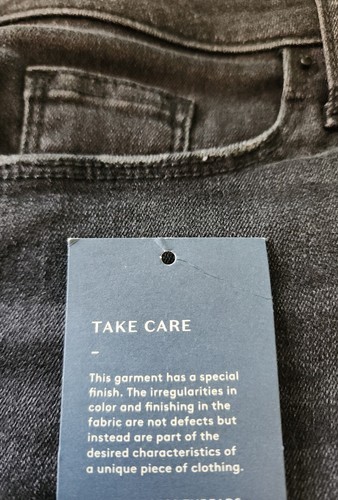 TAKE CARE
–
This garment has a special
finish. The irregularities in
color and finishing in the
fabric are not defects but
instead are part of the
desired characteristics of
a unique piece of clothing.